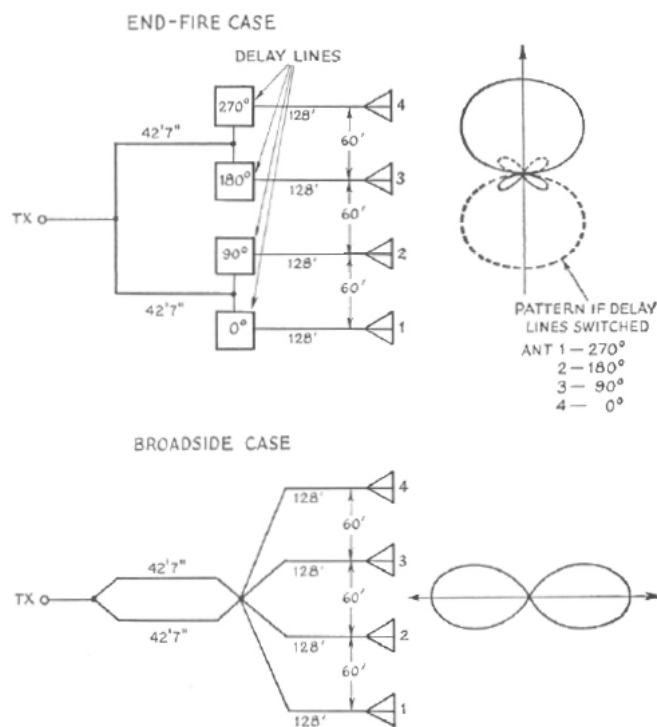 END-FIRE CASE
DELAY LINES
270°
128'
4
42'7"
60'
180°
128'
3
TX
60'
90°
128'
2
60'
42'7"
0°
128'
1
PATTERN IF DELAY
LINES SWITCHED
ANT 1 — 270°
2 — 180°
3 — 90°
4 — 0°
BROADSIDE CASE
4
128'
60'
42'7"
3
128'
TX
60'
42'7"
2
128'
60'
1
128'